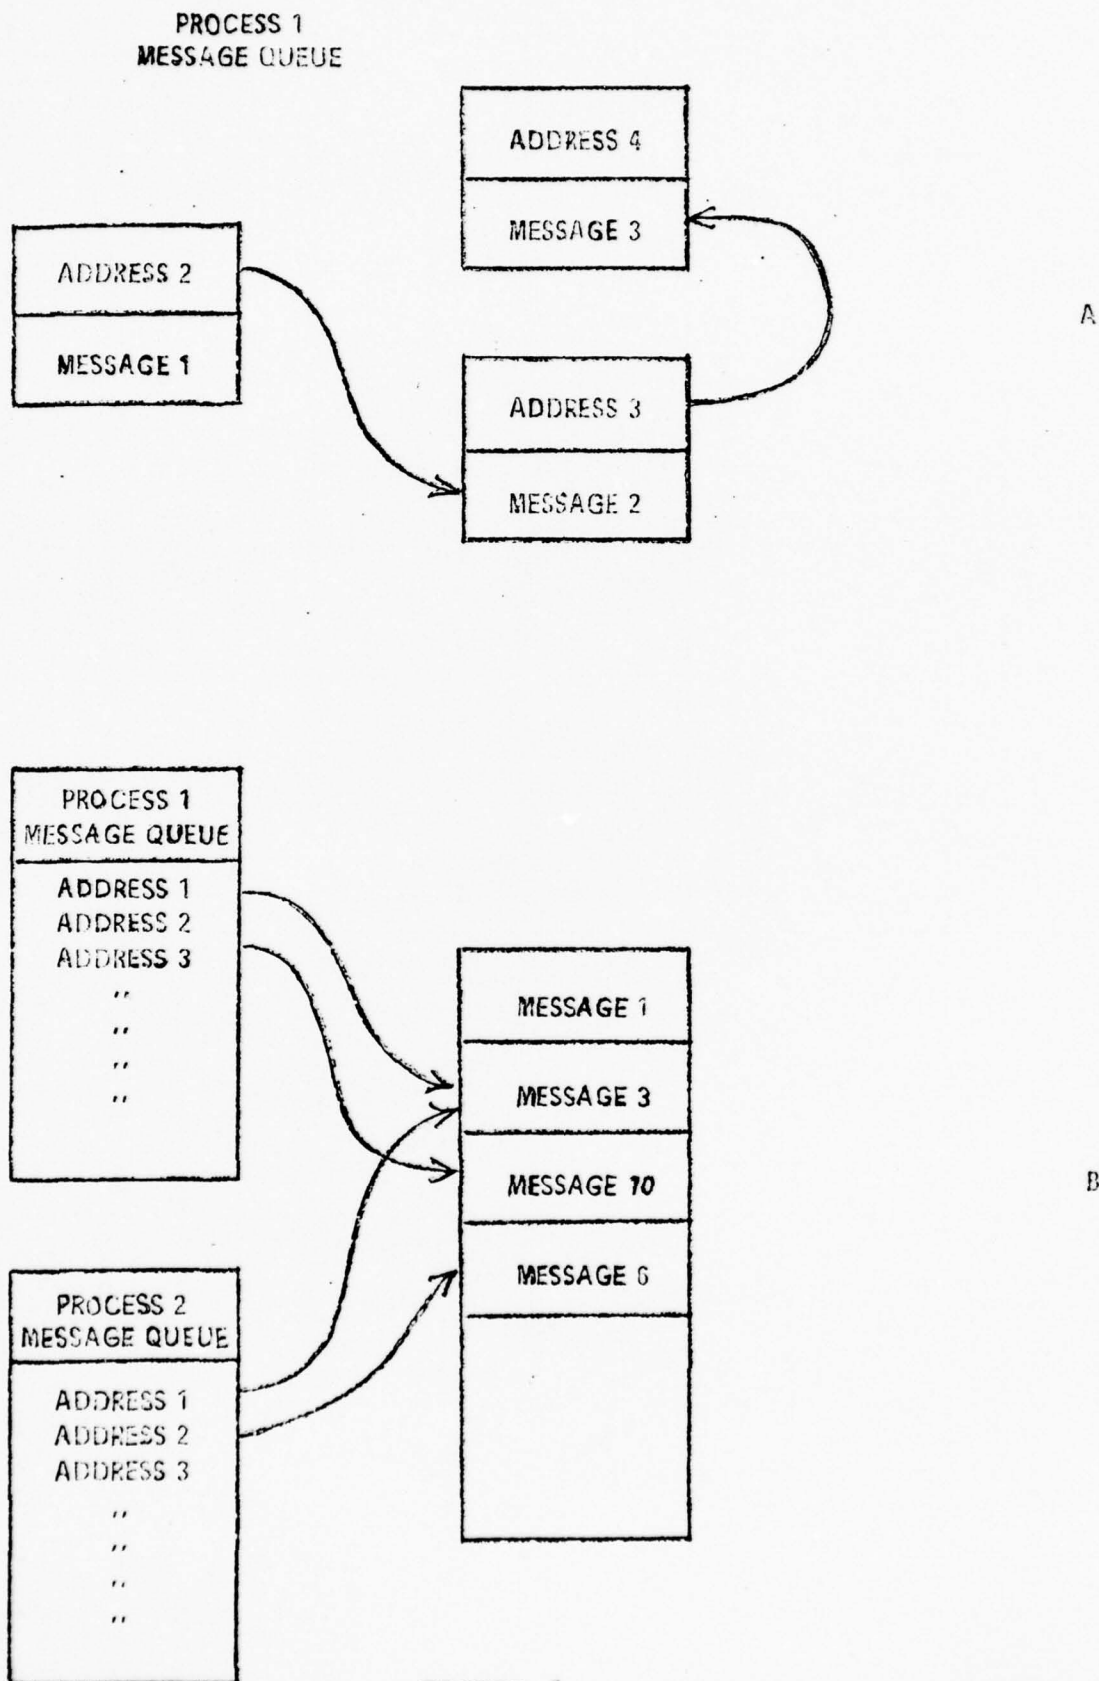 PROCESS 1
MESSAGE QUEUE
ADDRESS 4
MESSAGE 3
ADDRESS 2
MESSAGE 1
A
ADDRESS 3
MESSAGE 2
PROCESS 1
MESSAGE QUEUE
ADDRESS 1
ADDRESS 2
ADDRESS 3
"
"
"
"
MESSAGE 1
MESSAGE 3
MESSAGE 10
MESSAGE 6
B
PROCESS 2
MESSAGE QUEUE
ADDRESS 1
ADDRESS 2
ADDRESS 3
"
"
"
"